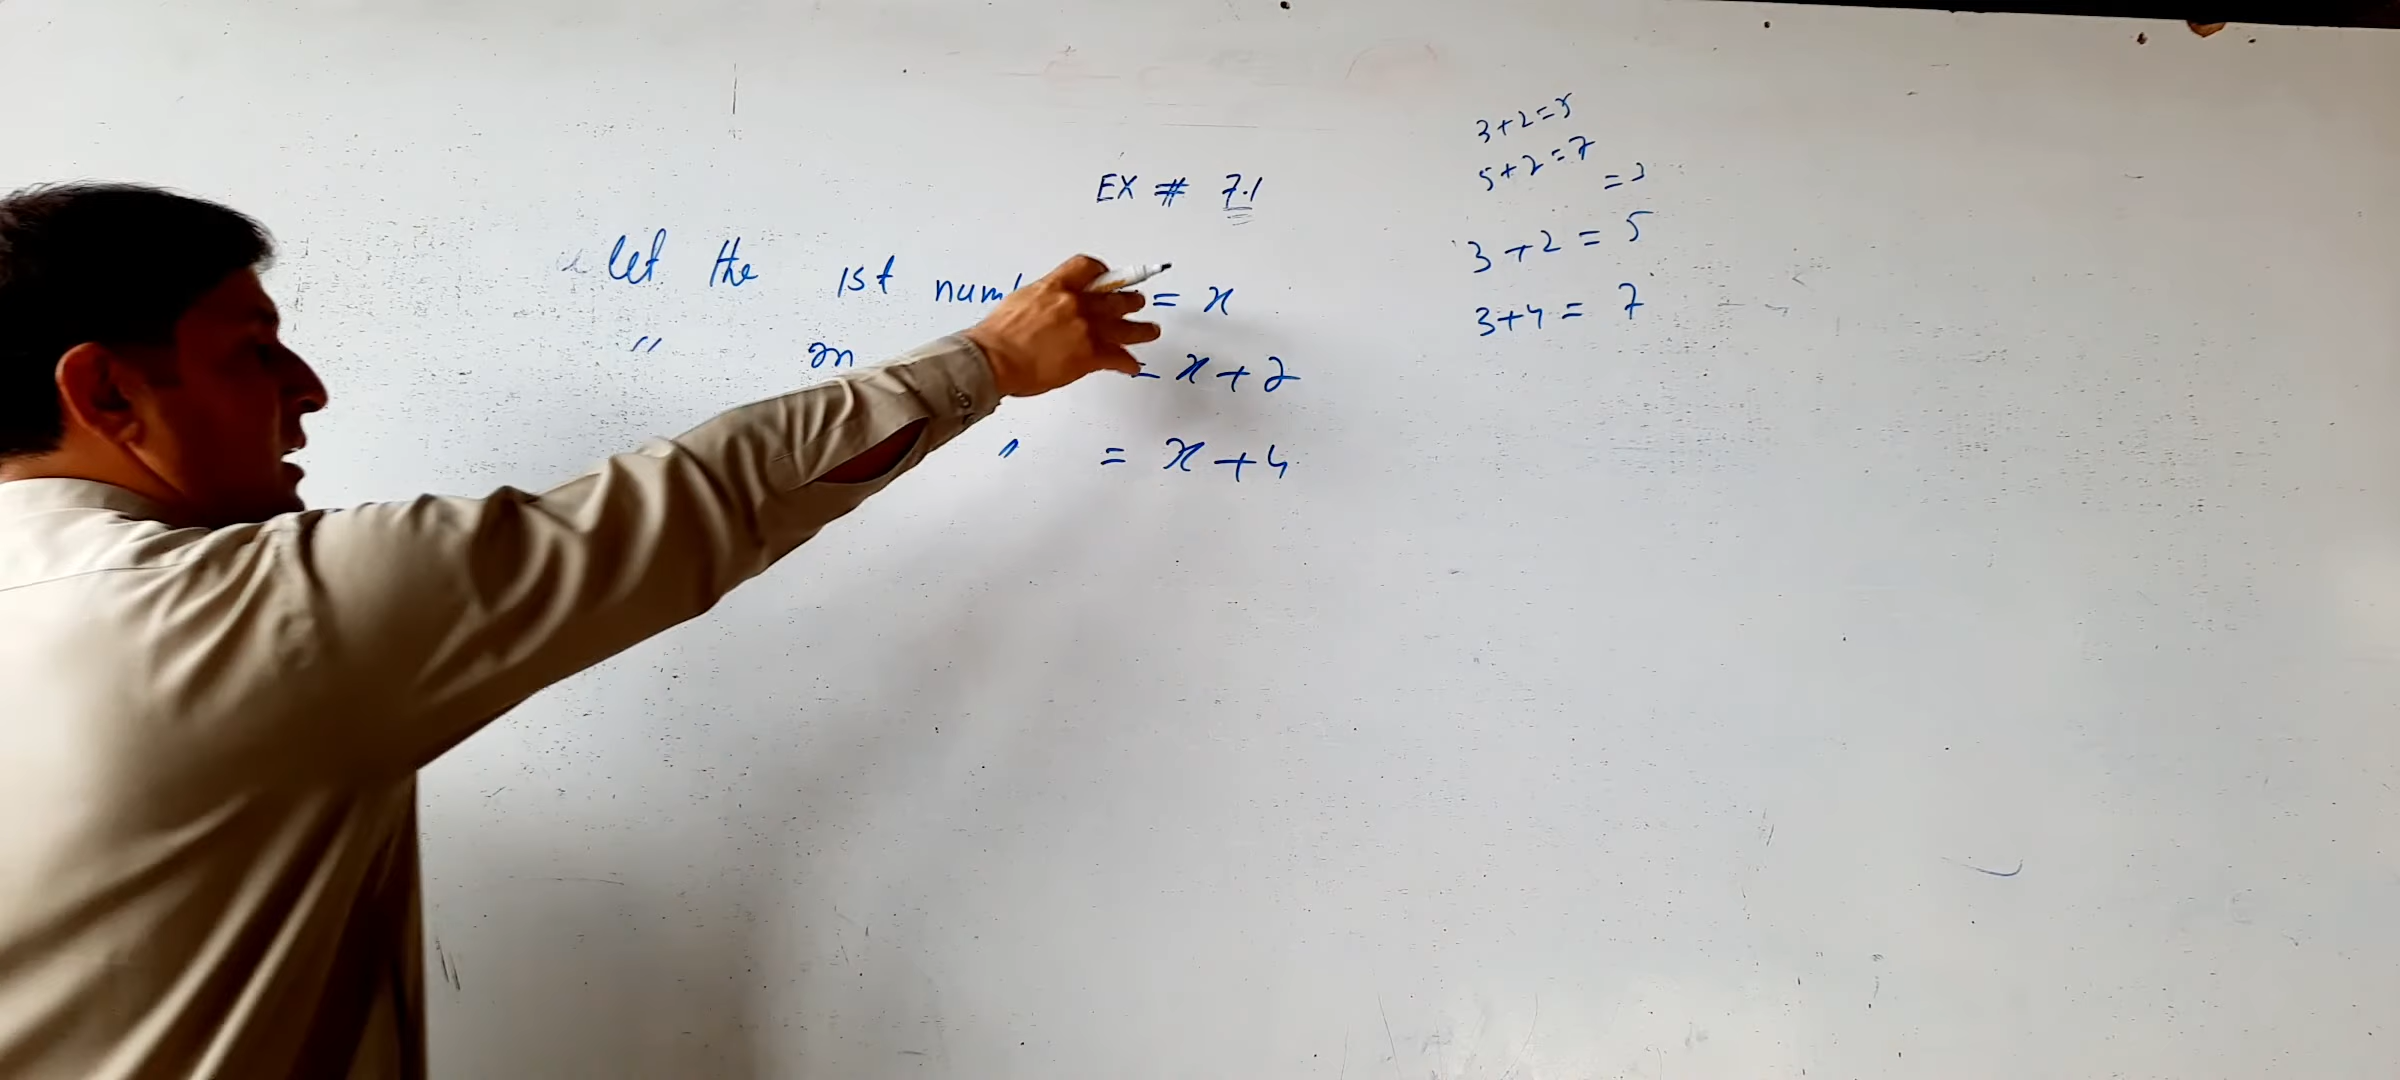 EX # 7.1
let the 1st num = x
" 2n = x+2
" = x+4
3+2=5
5+2=7
=
3+2=5
3+4=7